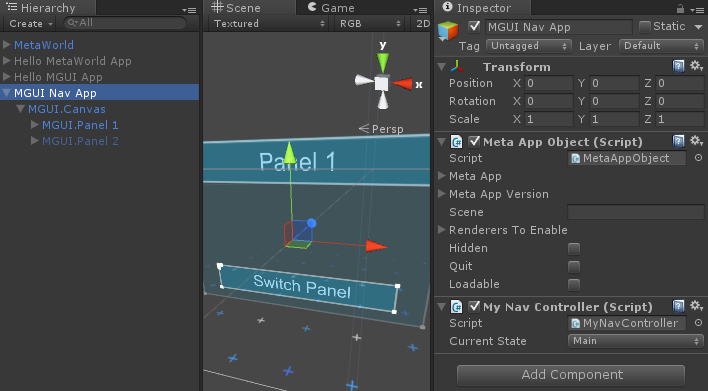 Hierarchy
Create
All
MetaWorld
Hello MetaWorld App
Hello MGUI App
MGUI Nav App
MGUI.Canvas
MGUI.Panel 1
MGUI.Panel 2
Scene
Game
Textured
RGB
2D
y
x
Persp
Panel 1
Switch Panel
Inspector
MGUI Nav App
Static
Tag Untagged Layer Default
Transform
Position X 0 Y 0 Z 0
Rotation X 0 Y 0 Z 0
Scale X 1 Y 1 Z 1
Meta App Object (Script)
Script MetaAppObject
Meta App
Meta App Version
Scene
Renderers To Enable
Hidden
Quit
Loadable
My Nav Controller (Script)
Script MyNavController
Current State Main
Add Component